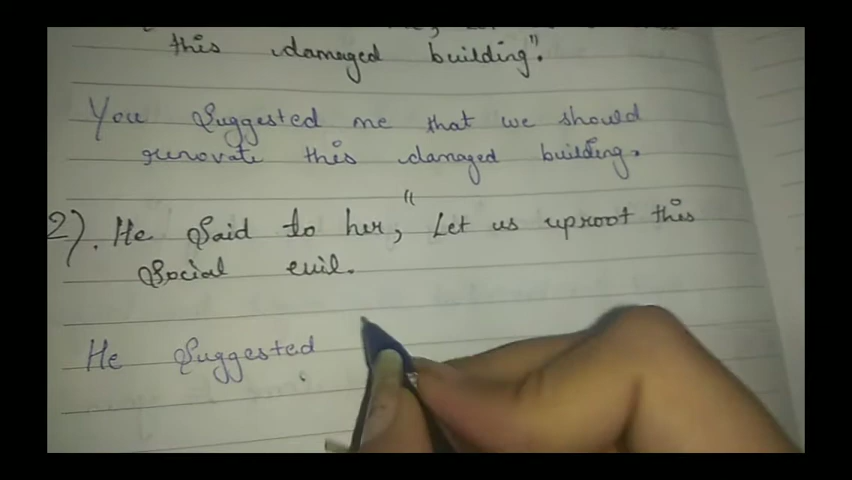 this damaged building".
You Suggested me that we should
renovate this damaged building.
2). He Said to her, "Let us uproot this
Social evil.
He Suggested